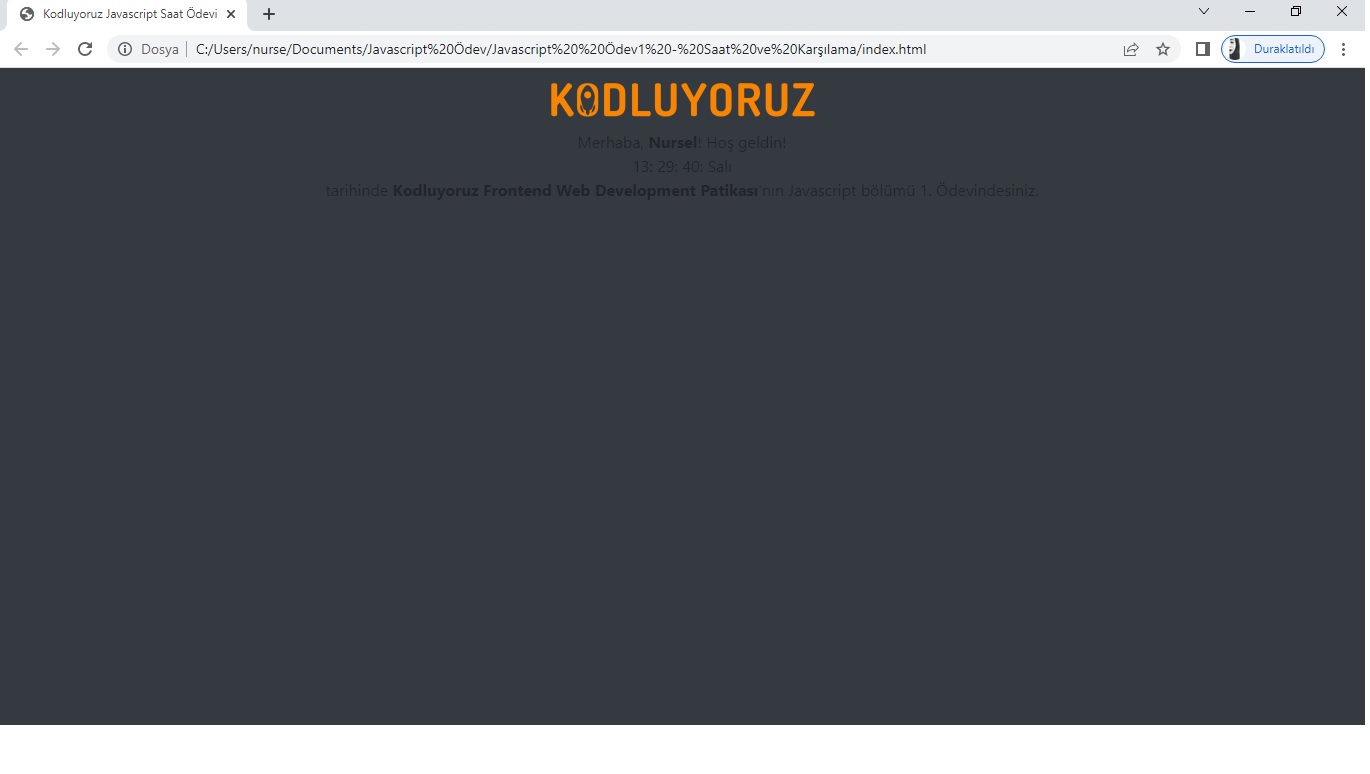 Kodluyoruz Javascript Saat Ödevi
Dosya C:/Users/nurse/Documents/Javascript%20Ödev/Javascript%20%20Ödev1%20-%20Saat%20ve%20Karşılama/index.html
Duraklatıldı
KODLUYORUZ
Merhaba, Nursel! Hoş geldin!
13: 29: 40: Salı
tarihinde Kodluyoruz Frontend Web Development Patikası'nın Javascript bölümü 1. Ödevindesiniz.